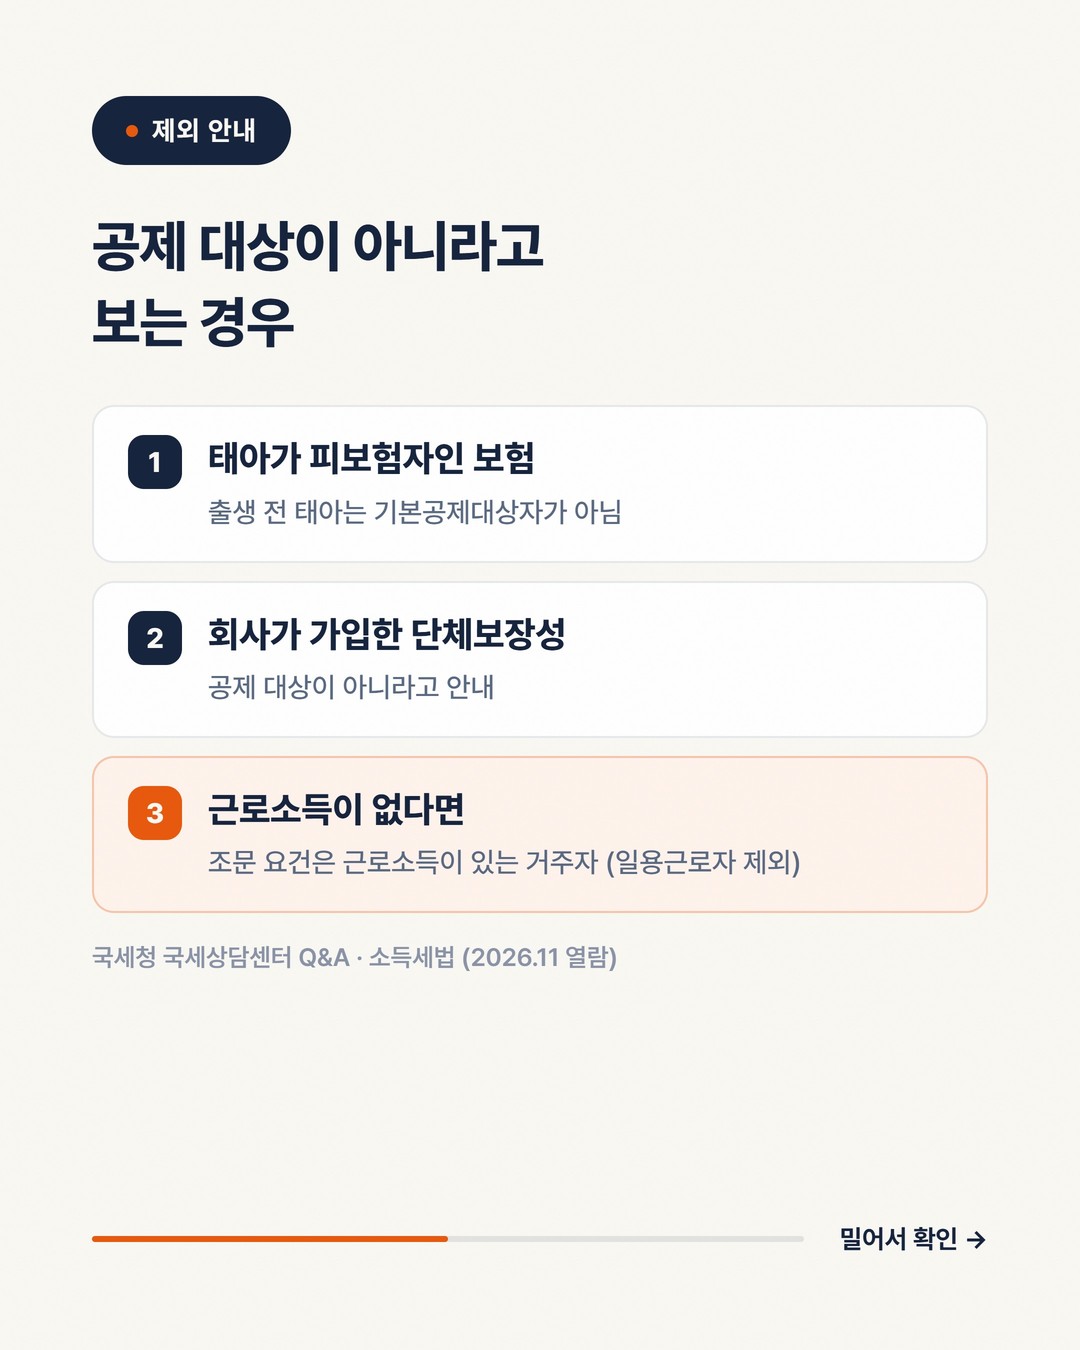 제외 안내
공제 대상이 아니라고
보는 경우
1 태아가 피보험자인 보험
출생 전 태아는 기본공제대상자가 아님
2 회사가 가입한 단체보장성
공제 대상이 아니라고 안내
3 근로소득이 없다면
조문 요건은 근로소득이 있는 거주자 (일용근로자 제외)
국세청 국세상담센터 Q&A · 소득세법 (2026.11 열람)
밀어서 확인 →